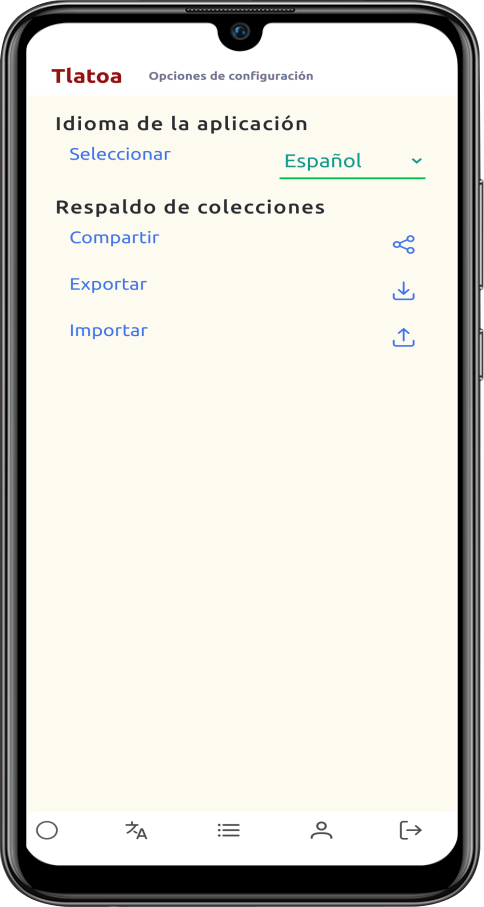 Tlatoa Opciones de configuración
Idioma de la aplicación
Seleccionar Español
Respaldo de colecciones
Compartir
Exportar
Importar